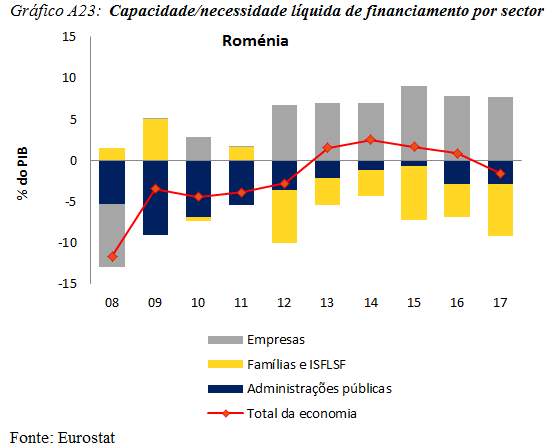 Gráfico A23: Capacidade/necessidade líquida de financiamento por sector
Roménia
% do PIB
15
10
5
0
-5
-10
-15
08 09 10 11 12 13 14 15 16 17
Empresas
Famílias e ISFLSF
Administrações públicas
Total da economia
Fonte: Eurostat